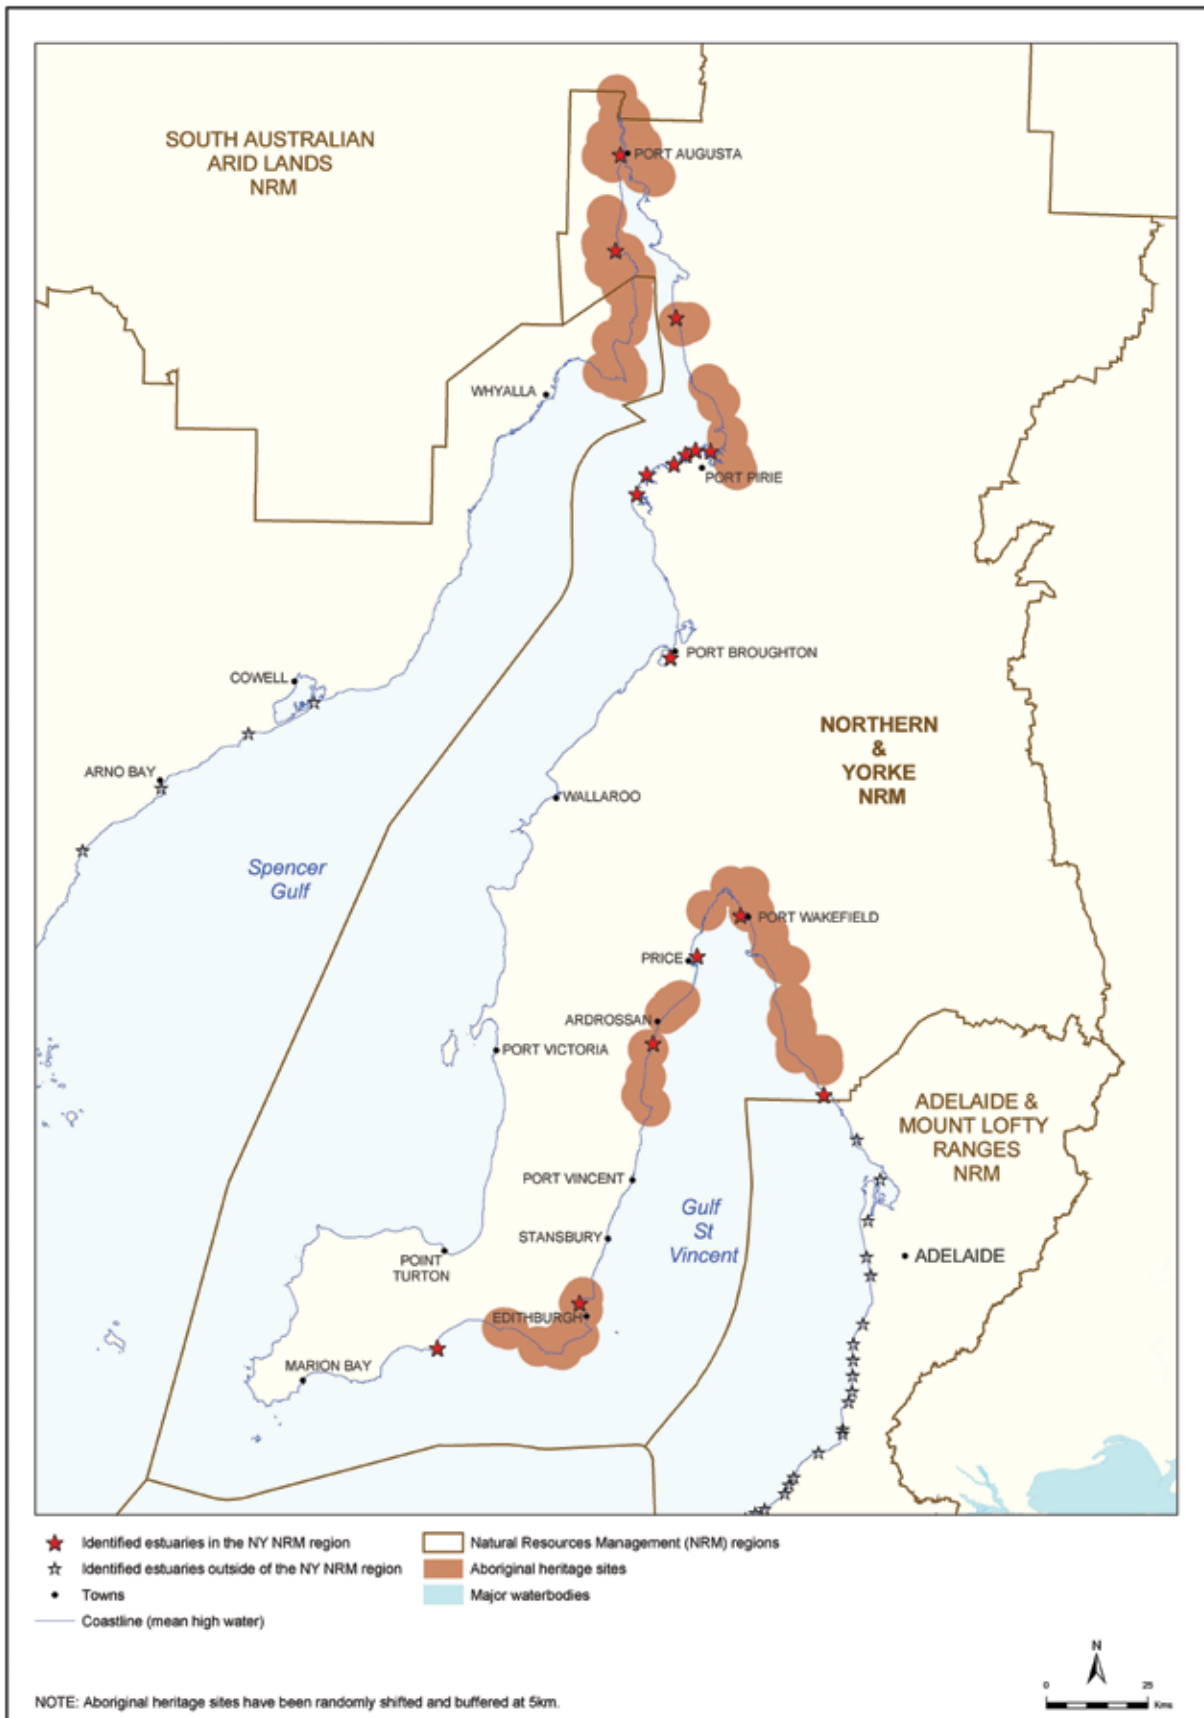 SOUTH AUSTRALIAN
ARID LANDS
NRM
PORT AUGUSTA
WHYALLA
PORT PIRIE
PORT BROUGHTON
COWELL
NORTHERN
&
YORKE
NRM
ARNO BAY
WALLAROO
Spencer
Gulf
PORT WAKEFIELD
PRICE
ARDROSSAN
PORT VICTORIA
ADELAIDE &
MOUNT LOFTY
RANGES
NRM
PORT VINCENT
Gulf
St
Vincent
STANSBURY
POINT
TURTON
ADELAIDE
EDITHBURGH
MARION BAY
Identified estuaries in the NY NRM region
Identified estuaries outside of the NY NRM region
Towns
Coastline (mean high water)
Natural Resources Management (NRM) regions
Aboriginal heritage sites
Major waterbodies
N
0 25
Kms
NOTE: Aboriginal heritage sites have been randomly shifted and buffered at 5km.